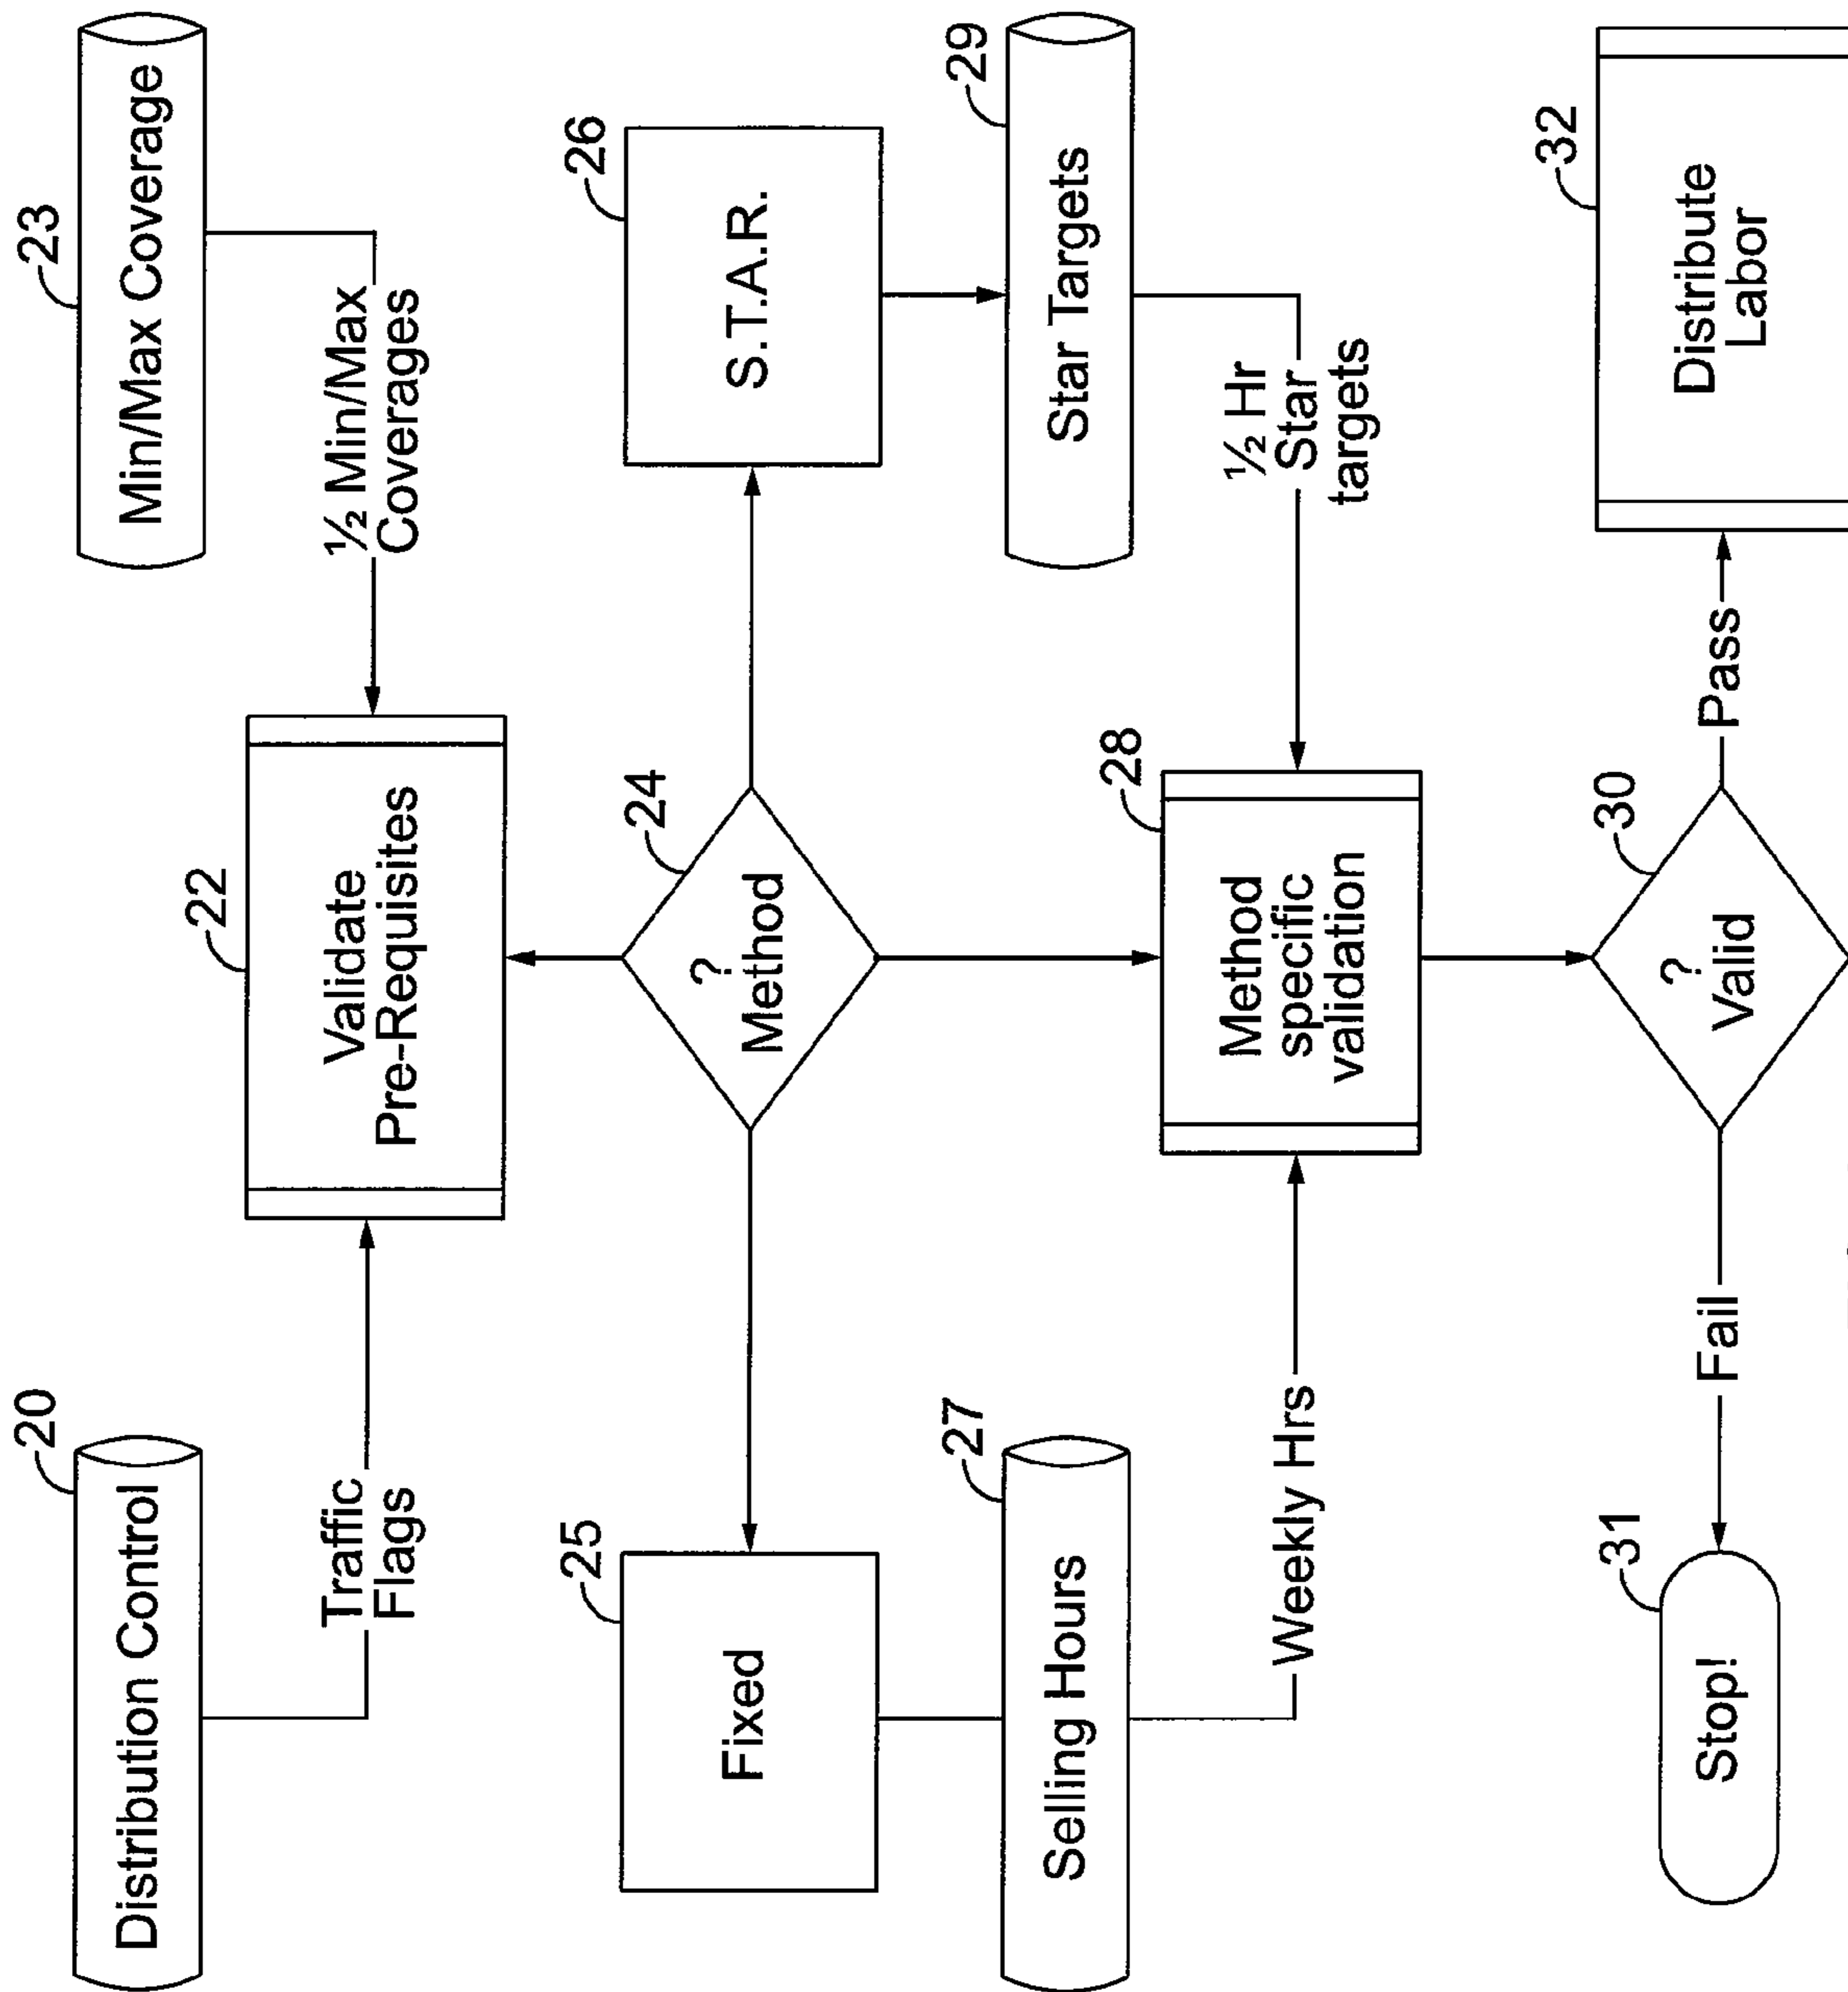 20
Distribution Control
Traffic
Flags
22
Validate
Pre-Requisites
23
Min/Max Coverage
½ Min/Max
Coverages
24
?
Method
25
Fixed
26
S.T.A.R.
27
Selling Hours
Weekly Hrs
28
Method
specific
validation
29
Star Targets
½ Hr
Star
targets
30
?
Valid
Fail
31
Stop!
Pass
32
Distribute
Labor